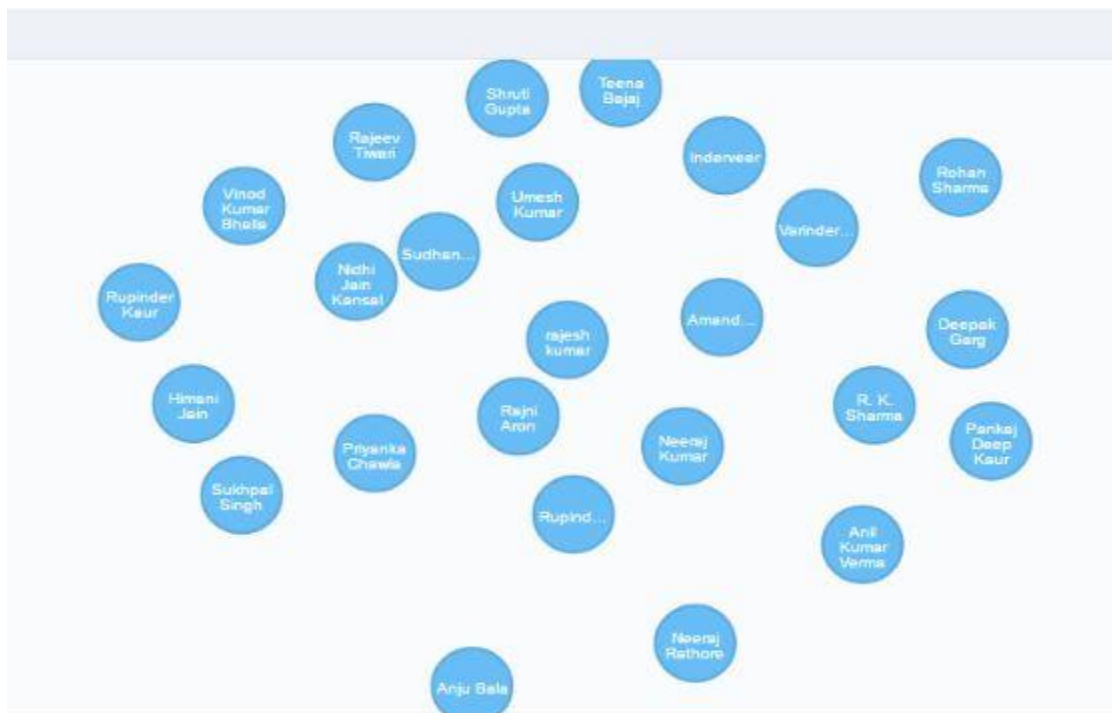 Shruti
Gupta
Teena
Bajaj
Rajeev
Tiwari
Inderveer
Rohan
Sharma
Vinod
Kumar
Bhalla
Umesh
Kumar
Varinder...
Sudhan...
Nidhi
Jain
Kansal
Rupinder
Kaur
rajesh
kumar
Amand...
Deepak
Garg
Himani
Jain
Rajni
Aron
R. K.
Sharma
Priyanka
Chawla
Neeraj
Kumar
Pankaj
Deep
Kaur
Sukhpal
Singh
Rupind...
Anil
Kumar
Verma
Neeraj
Rathore
Anju Bala